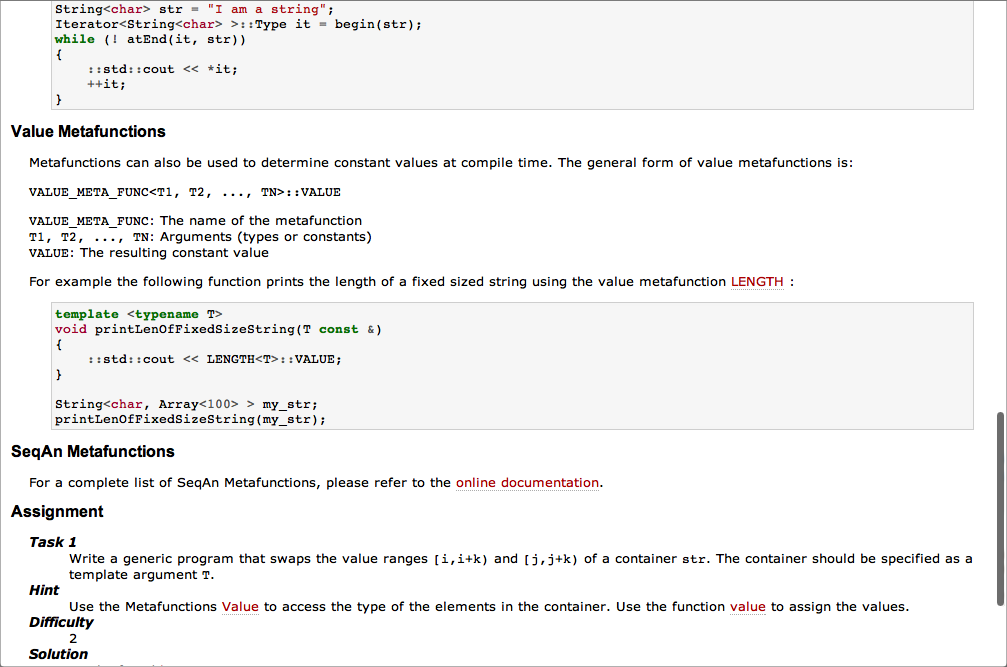 String<char> str = "I am a string";
Iterator<String<char> >::Type it = begin(str);
while (! atEnd(it, str))
{
    ::std::cout << *it;
    ++it;
}
Value Metafunctions
Metafunctions can also be used to determine constant values at compile time. The general form of value metafunctions is:
VALUE_META_FUNC<T1, T2, ..., TN>::VALUE
VALUE_META_FUNC: The name of the metafunction
T1, T2, ..., TN: Arguments (types or constants)
VALUE: The resulting constant value
For example the following function prints the length of a fixed sized string using the value metafunction LENGTH :
template <typename T>
void printLenOfFixedSizeString(T const &)
{
    ::std::cout << LENGTH<T>::VALUE;
}
String<char, Array<100> > my_str;
printLenOfFixedSizeString(my_str);
SeqAn Metafunctions
For a complete list of SeqAn Metafunctions, please refer to the online documentation.
Assignment
Task 1
Write a generic program that swaps the value ranges [i,i+k) and [j,j+k) of a container str. The container should be specified as a
template argument T.
Hint
Use the Metafunctions Value to access the type of the elements in the container. Use the function value to assign the values.
Difficulty
2
Solution